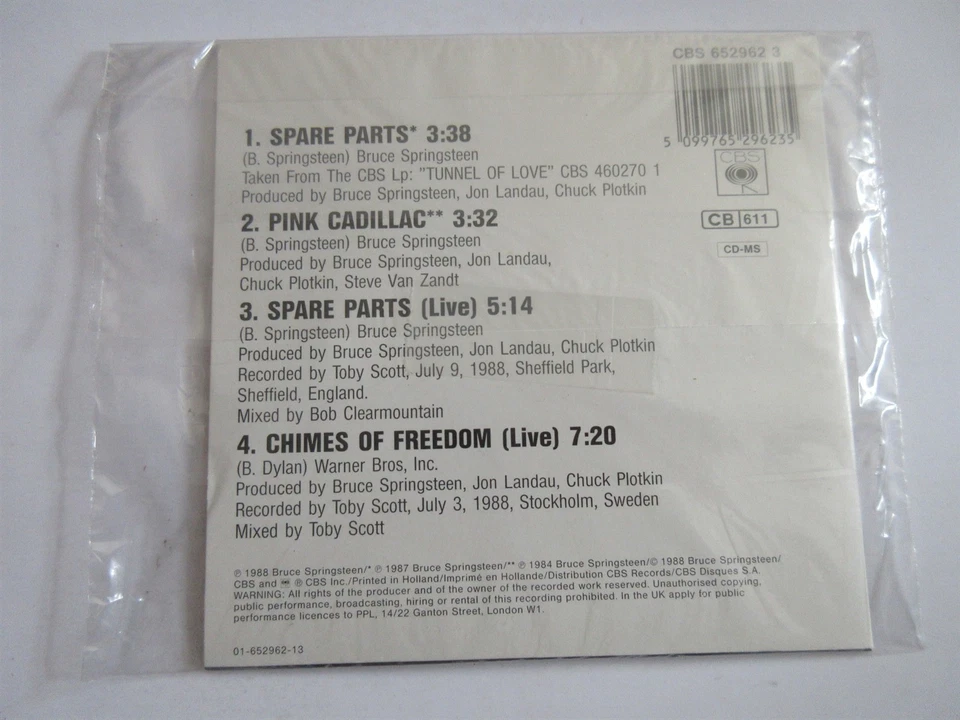 CBS 652962 3
5 099765 296235
CBS
CB 611
CD-MS
1. SPARE PARTS* 3:38
(B. Springsteen) Bruce Springsteen
Taken From The CBS Lp: "TUNNEL OF LOVE" CBS 460270 1
Produced by Bruce Springsteen, Jon Landau, Chuck Plotkin
2. PINK CADILLAC** 3:32
(B. Springsteen) Bruce Springsteen
Produced by Bruce Springsteen, Jon Landau,
Chuck Plotkin, Steve Van Zandt
3. SPARE PARTS (Live) 5:14
(B. Springsteen) Bruce Springsteen
Produced by Bruce Springsteen, Jon Landau, Chuck Plotkin
Recorded by Toby Scott, July 9, 1988, Sheffield Park,
Sheffield, England.
Mixed by Bob Clearmountain
4. CHIMES OF FREEDOM (Live) 7:20
(B. Dylan) Warner Bros, Inc.
Produced by Bruce Springsteen, Jon Landau, Chuck Plotkin
Recorded by Toby Scott, July 3, 1988, Stockholm, Sweden
Mixed by Toby Scott
℗ 1988 Bruce Springsteen/* ℗ 1987 Bruce Springsteen/** ℗ 1984 Bruce Springsteen/© 1988 Bruce Springsteen/
CBS and ® CBS Inc./Printed in Holland/Imprimé en Hollande/Distribution CBS Records/CBS Disques S.A.
WARNING: All rights of the producer and of the owner of the recorded work reserved. Unauthorised copying,
public performance, broadcasting, hiring or rental of this recording prohibited. In the UK apply for public
performance licences to PPL, 14/22 Ganton Street, London W1.
01-652962-13